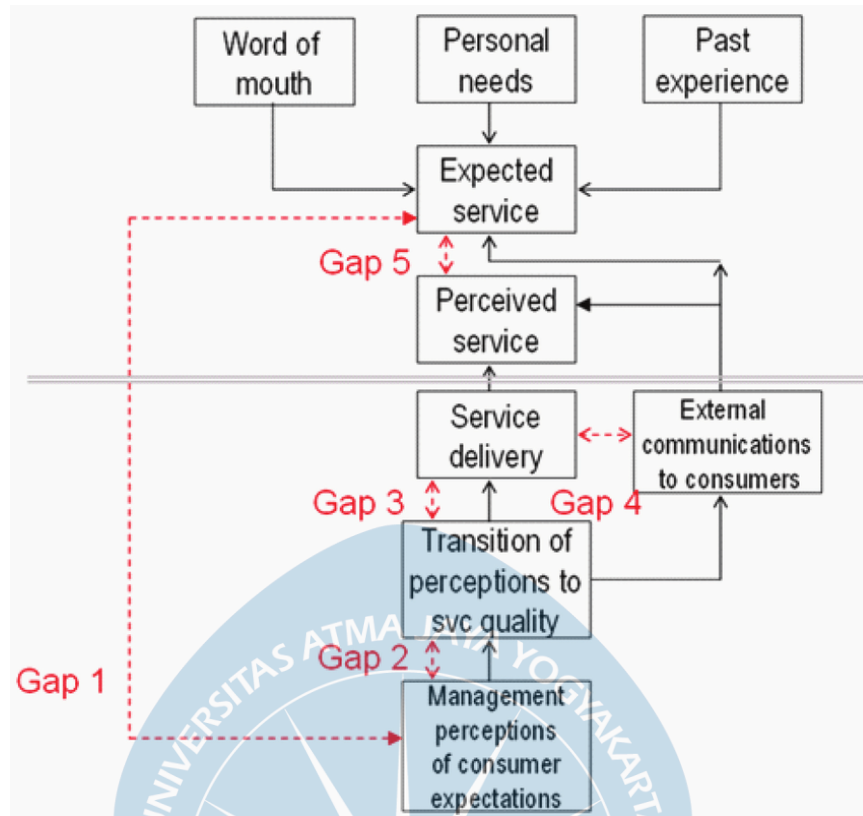 Word of
mouth
Personal
needs
Past
experience
Expected
service
Gap 5
Perceived
service
Service
delivery
External
communications
to consumers
Gap 3
Gap 4
Transition of
perceptions to
svc quality
Gap 2
Gap 1
Management
perceptions
of consumer
expectations
UNIVERSITAS ATMA JAYA YOGYAKARTA